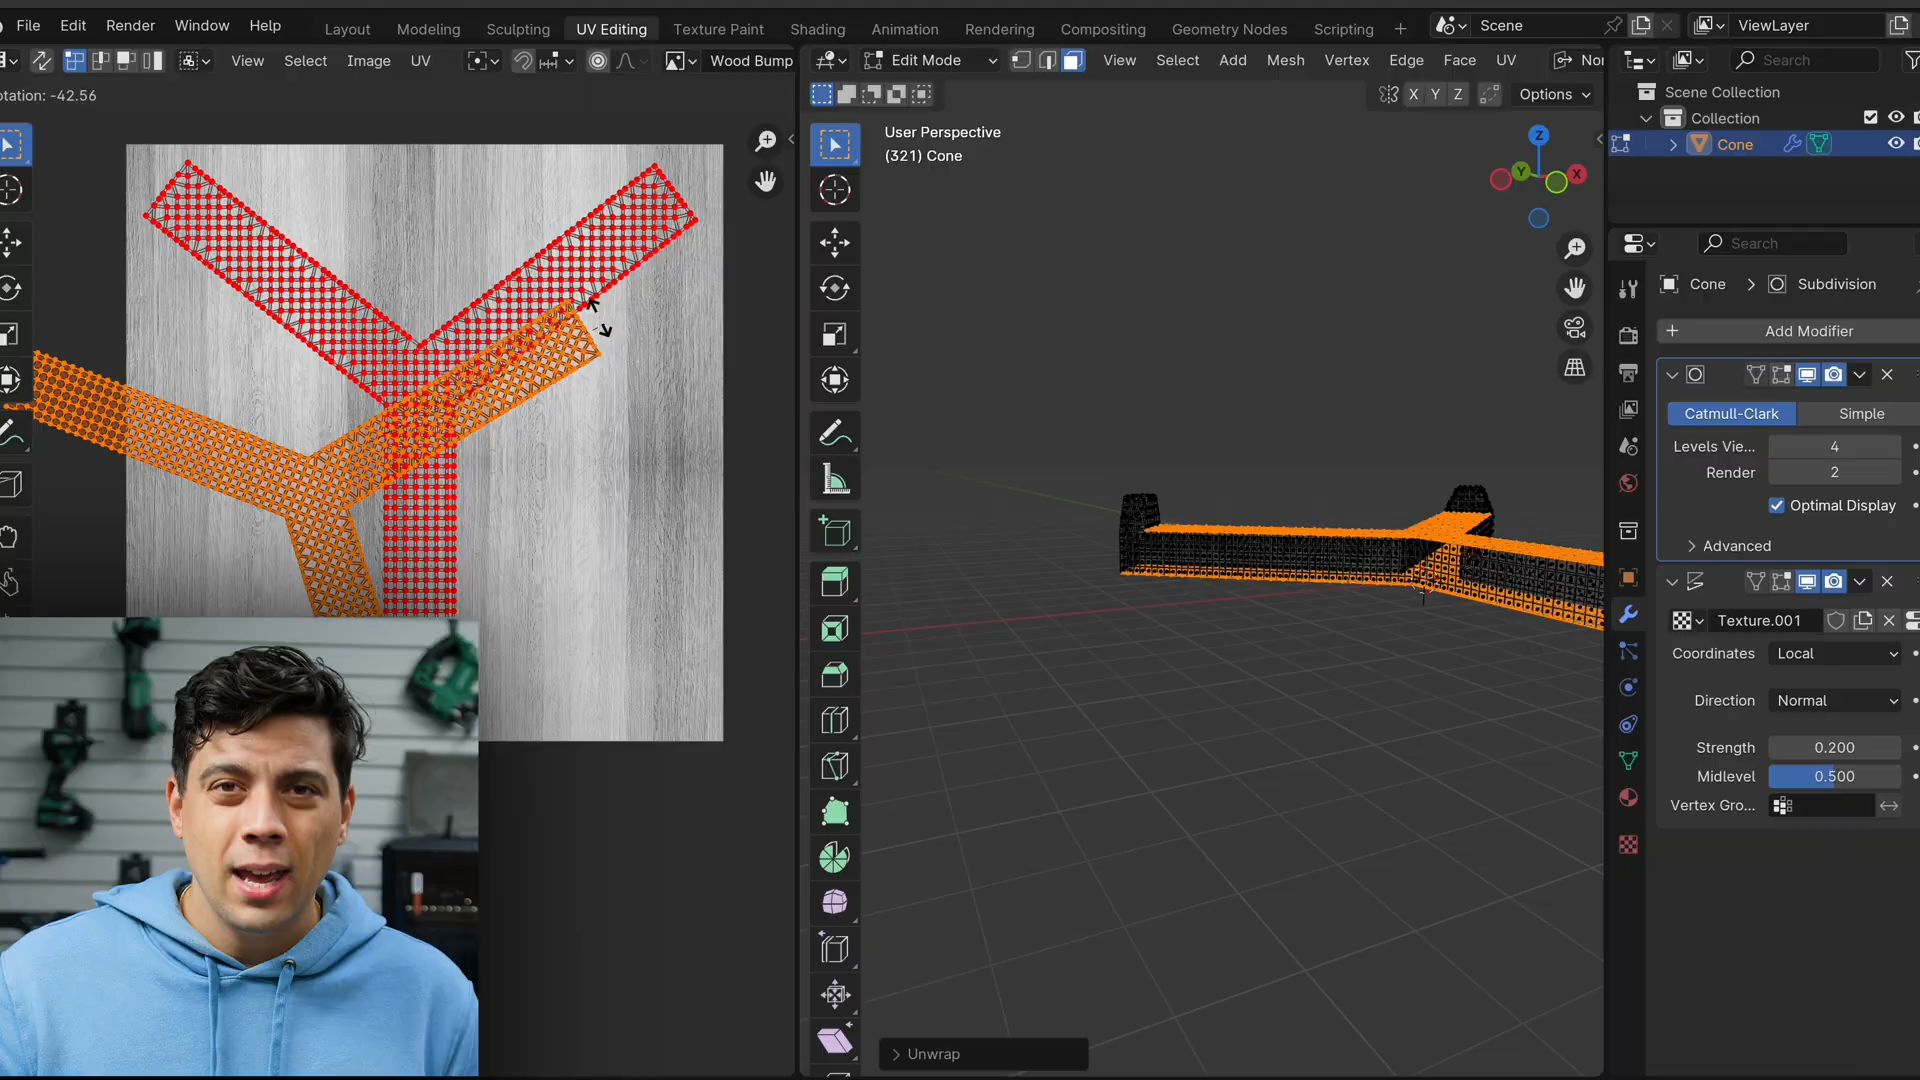 File Edit Render Window Help Layout Modeling Sculpting UV Editing Texture Paint Shading Animation Rendering Compositing Geometry Nodes Scripting + Scene ViewLayer
View Select Image UV Wood Bump Edit Mode View Select Add Mesh Vertex Edge Face UV Nor Search
otation: -42.56 X Y Z Options
Scene Collection
Collection
Cone
User Perspective
(321) Cone
Z
Y X
Search
Cone > Subdivision
+ Add Modifier
Catmull-Clark Simple
Levels Vie... 4
Render 2
Optimal Display
Advanced
Texture.001
Coordinates Local
Direction Normal
Strength 0.200
Midlevel 0.500
Vertex Gro...
Unwrap